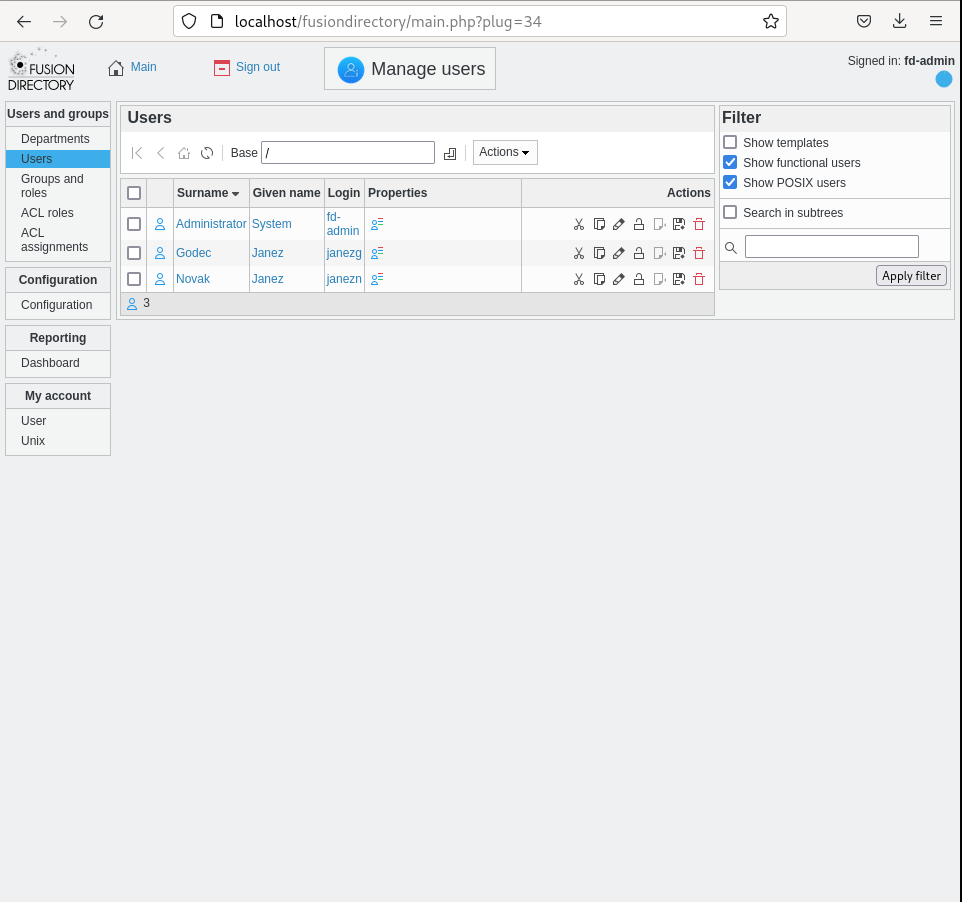 localhost/fusiondirectory/main.php?plug=34
FUSION
DIRECTORY
Main
Sign out
Manage users
Signed in: fd-admin
Users and groups
Departments
Users
Groups and
roles
ACL roles
ACL
assignments
Configuration
Configuration
Reporting
Dashboard
My account
User
Unix
Users
Base /
Actions
Surname Given name Login Properties Actions
Administrator System fd-
admin
Godec Janez janezg
Novak Janez janezn
3
Filter
Show templates
Show functional users
Show POSIX users
Search in subtrees
Apply filter